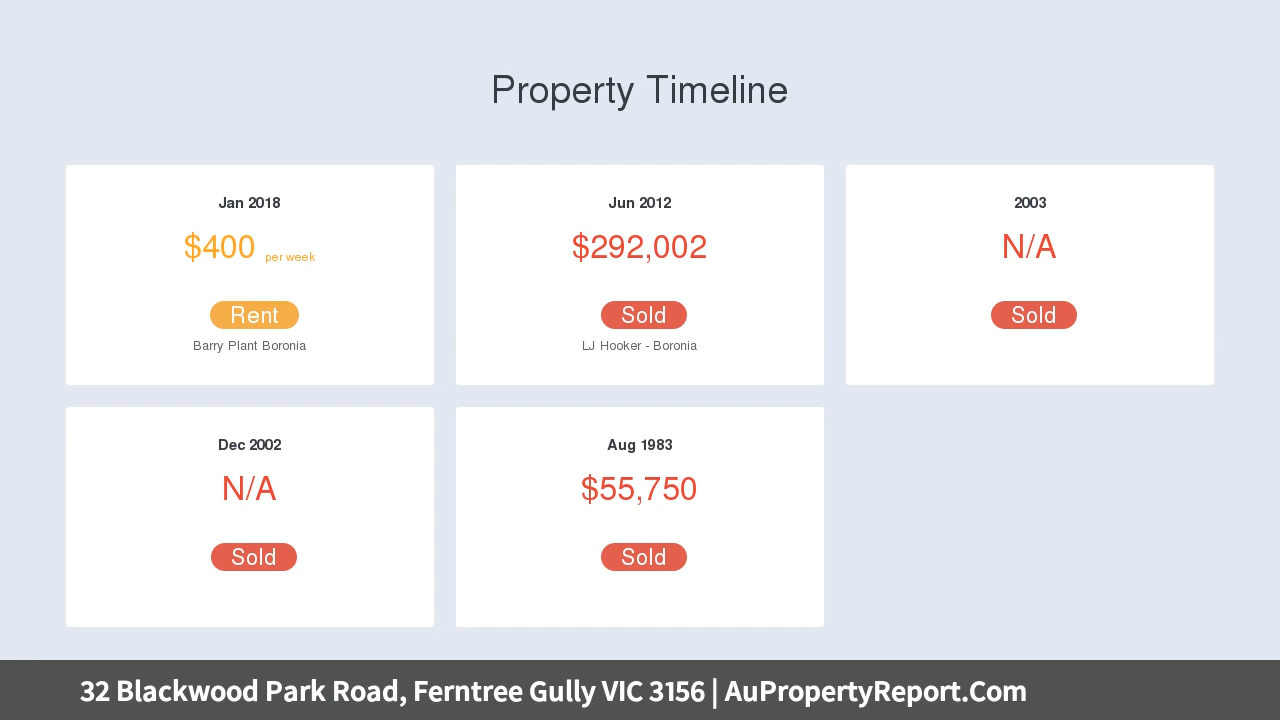 Property Timeline
Jan 2018
$400 per week
Rent
Barry Plant Boronia
Jun 2012
$292,002
Sold
LJ Hooker - Boronia
2003
N/A
Sold
Dec 2002
N/A
Sold
Aug 1983
$55,750
Sold
32 Blackwood Park Road, Ferntree Gully VIC 3156 | AuPropertyReport.Com